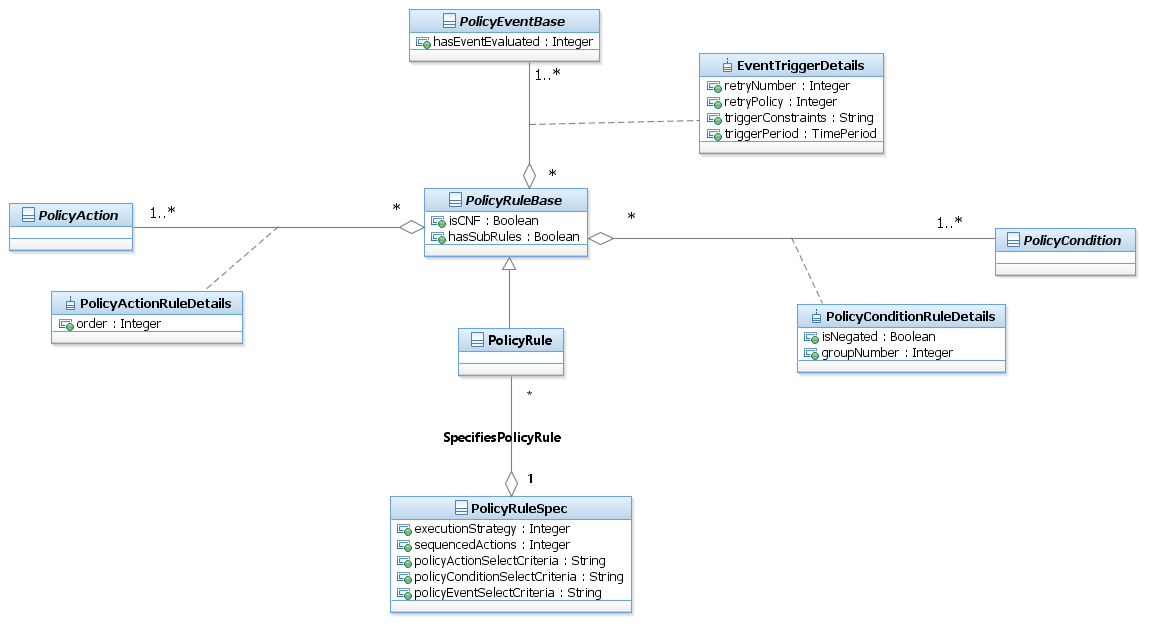 PolicyEventBase
hasEventEvaluated : Integer
1..*
EventTriggerDetails
retryNumber : Integer
retryPolicy : Integer
triggerConstraints : String
triggerPeriod : TimePeriod
*
PolicyAction
1..*
*
PolicyRuleBase
isCNF : Boolean
hasSubRules : Boolean
*
1..*
PolicyCondition
PolicyActionRuleDetails
order : Integer
PolicyConditionRuleDetails
isNegated : Boolean
groupNumber : Integer
PolicyRule
*
SpecifiesPolicyRule
1
PolicyRuleSpec
executionStrategy : Integer
sequencedActions : Integer
policyActionSelectCriteria : String
policyConditionSelectCriteria : String
policyEventSelectCriteria : String